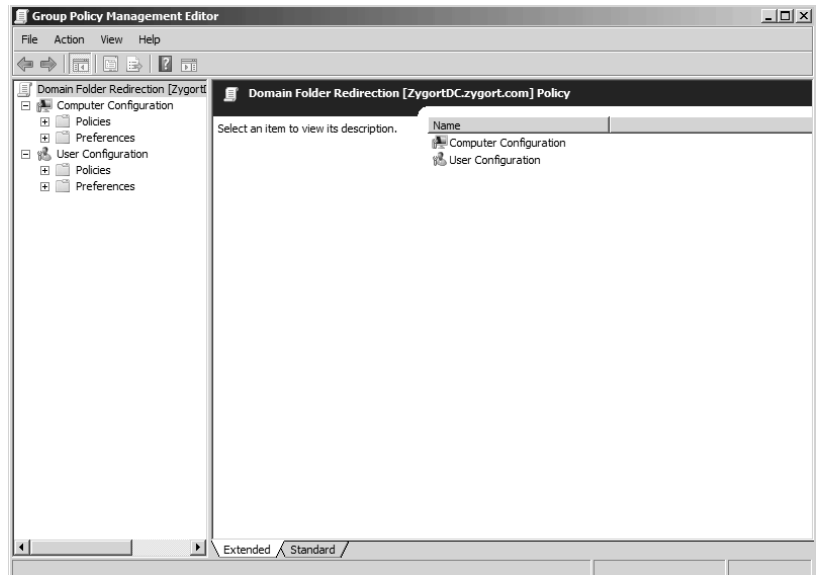 Group Policy Management Editor
File Action View Help
Domain Folder Redirection [Zygort
Computer Configuration
Policies
Preferences
User Configuration
Policies
Preferences
Domain Folder Redirection [ZygortDC.zygort.com] Policy
Select an item to view its description.
Name
Computer Configuration
User Configuration
Extended Standard